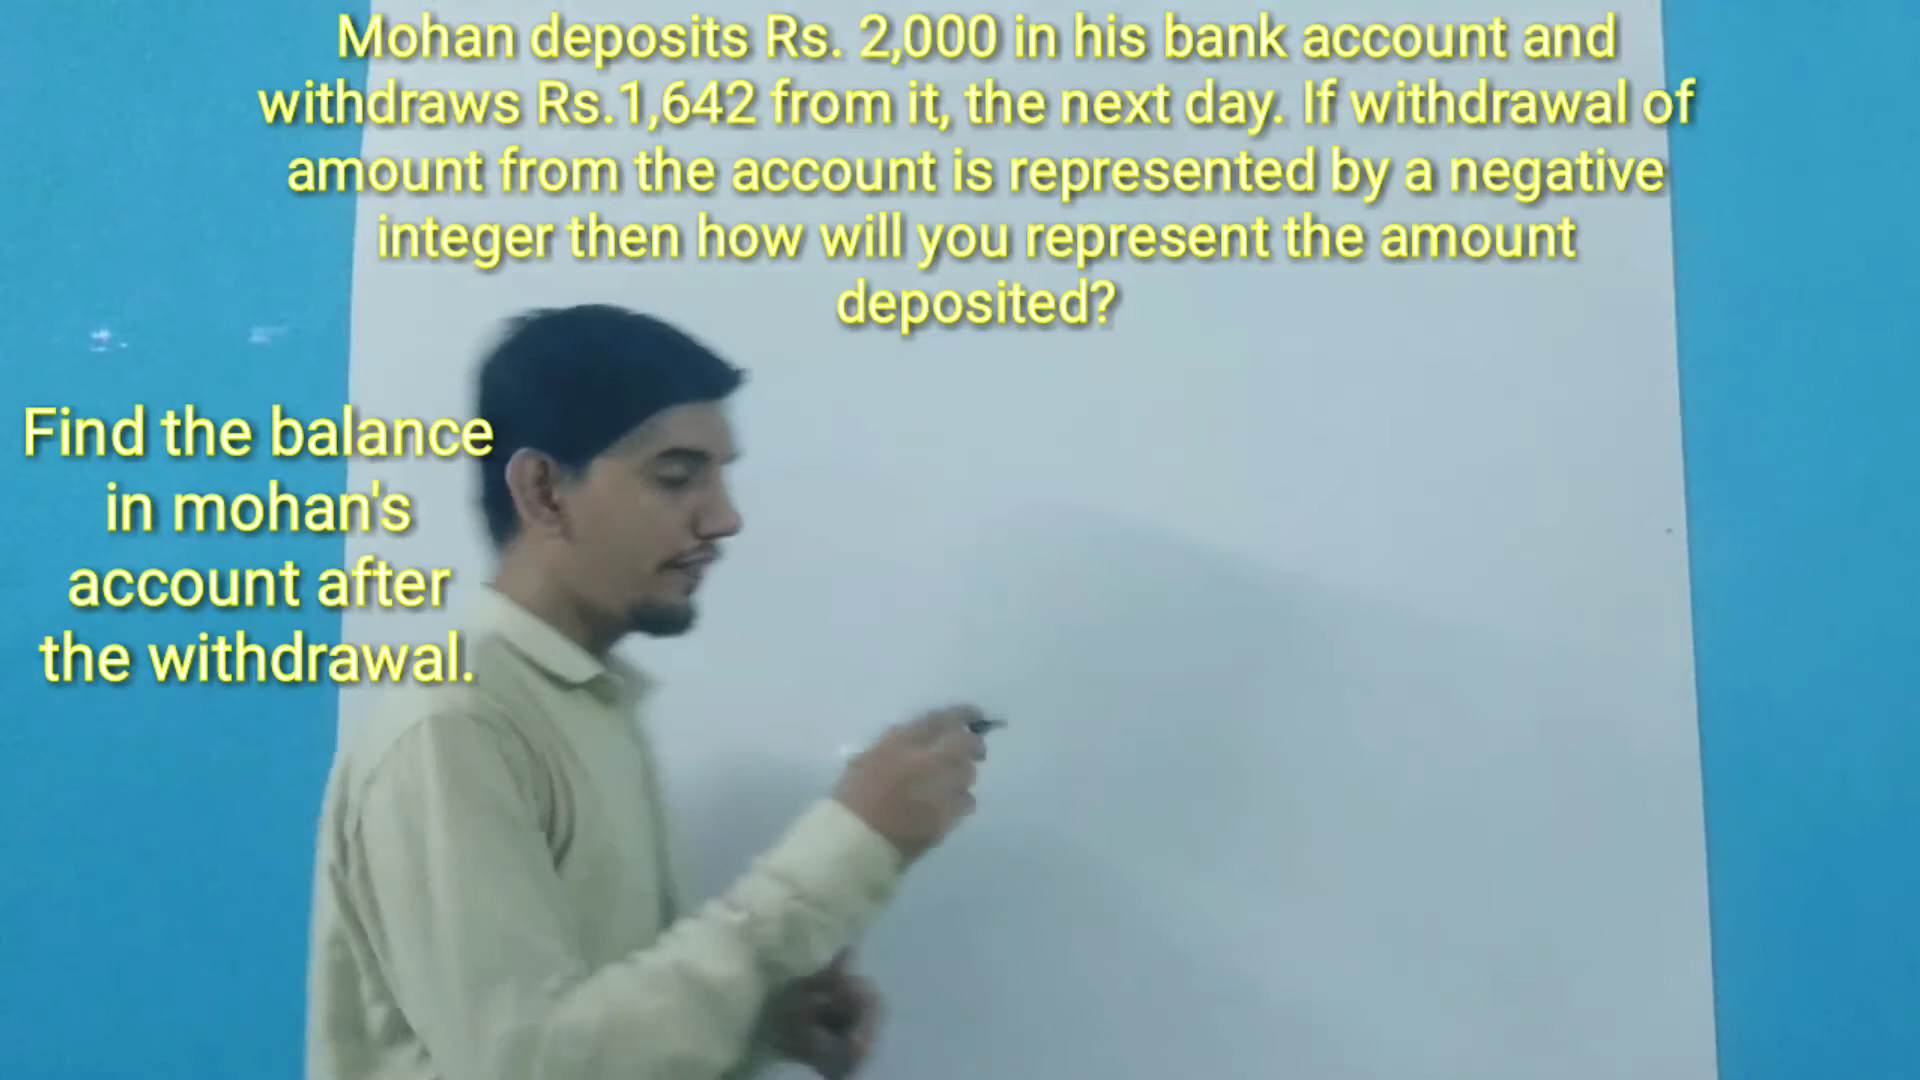 Mohan deposits Rs. 2,000 in his bank account and
withdraws Rs.1,642 from it, the next day. If withdrawal of
amount from the account is represented by a negative
integer then how will you represent the amount
deposited?
Find the balance
in mohan's
account after
the withdrawal.